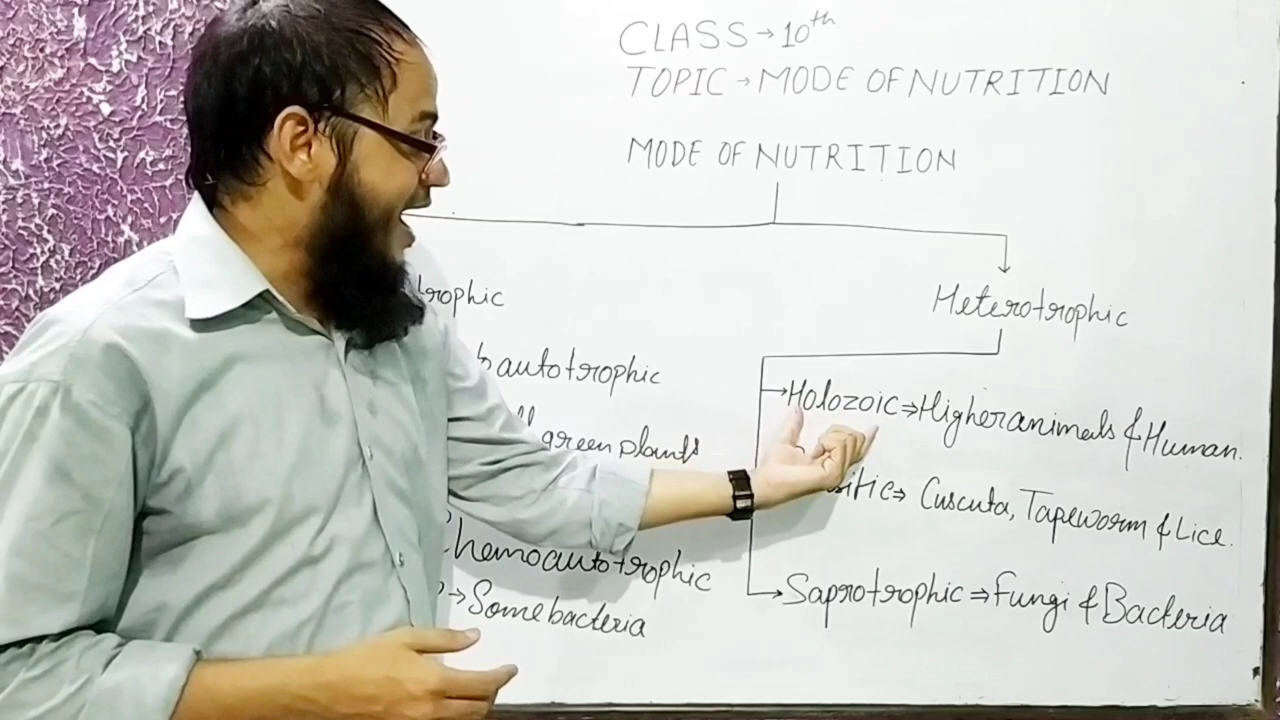 CLASS → 10th
TOPIC → MODE OF NUTRITION
MODE OF NUTRITION
trophic
Heterotrophic
autotrophic
green plants
Chemoautotrophic
→ Some bacteria
→ Holozoic ⇒ Higher animals & Human.
sitic ⇒ Cuscuta, Tapeworm & Lice.
→ Saprotrophic ⇒ Fungi & Bacteria